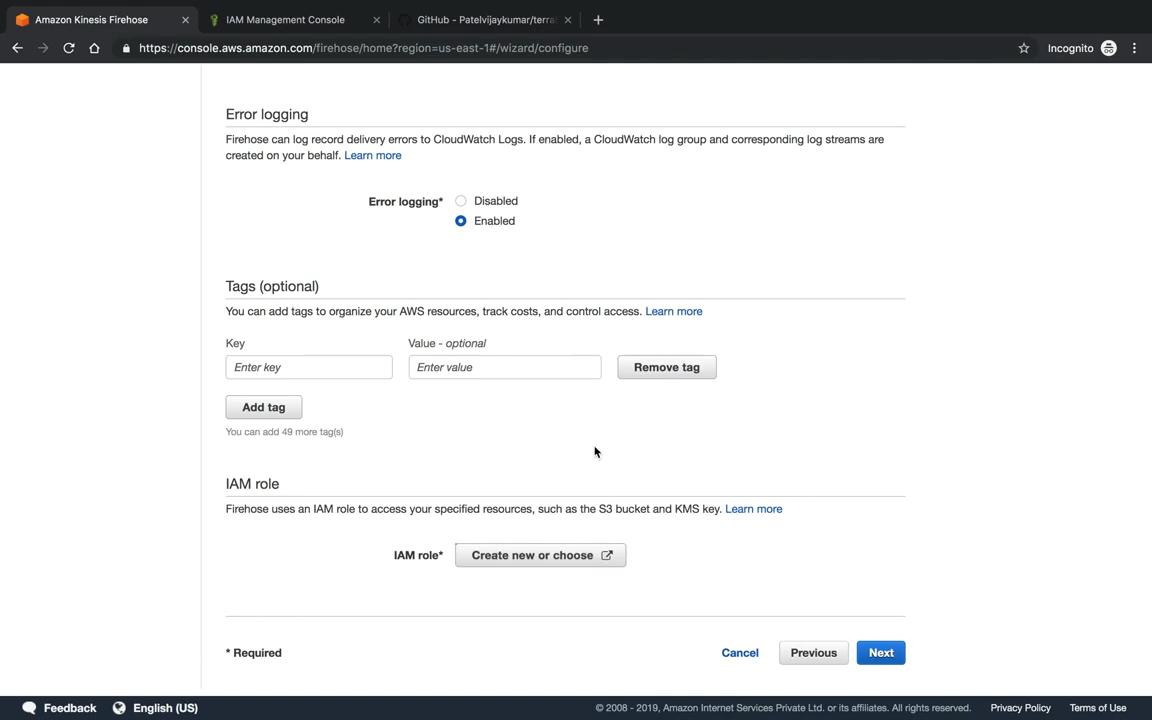 Amazon Kinesis Firehose
IAM Management Console
GitHub - Patelvijaykumar/terra
https://console.aws.amazon.com/firehose/home?region=us-east-1#/wizard/configure
Incognito
Error logging
Firehose can log record delivery errors to CloudWatch Logs. If enabled, a CloudWatch log group and corresponding log streams are
created on your behalf. Learn more
Error logging*
Disabled
Enabled
Tags (optional)
You can add tags to organize your AWS resources, track costs, and control access. Learn more
Key
Value - optional
Enter key
Enter value
Remove tag
Add tag
You can add 49 more tag(s)
IAM role
Firehose uses an IAM role to access your specified resources, such as the S3 bucket and KMS key. Learn more
IAM role*
Create new or choose
* Required
Cancel
Previous
Next
Feedback
English (US)
© 2008 - 2019, Amazon Internet Services Private Ltd. or its affiliates. All rights reserved.
Privacy Policy
Terms of Use